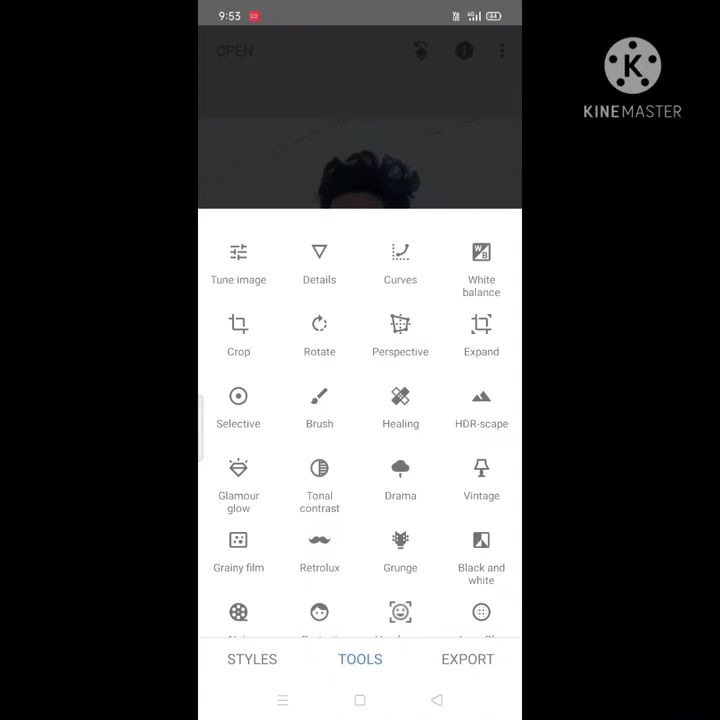 9:53
44
OPEN
KINEMASTER
Tune image
Details
Curves
White
balance
Crop
Rotate
Perspective
Expand
Selective
Brush
Healing
HDR-scape
Glamour
glow
Tonal
contrast
Drama
Vintage
Grainy film
Retrolux
Grunge
Black and
white
STYLES
TOOLS
EXPORT